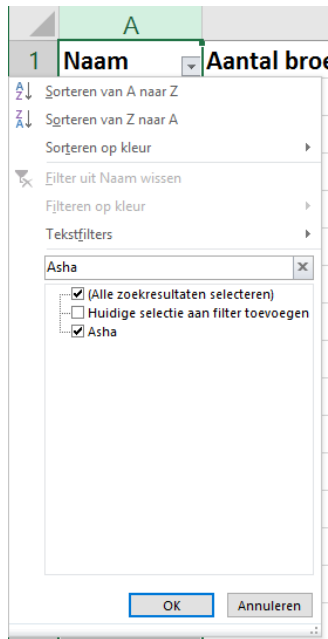 A
1 Naam Aantal broe
Sorteren van A naar Z
Sorteren van Z naar A
Sorteren op kleur
Filter uit Naam wissen
Filteren op kleur
Tekstfilters
Asha
(Alle zoekresultaten selecteren)
Huidige selectie aan filter toevoegen
Asha
OK Annuleren